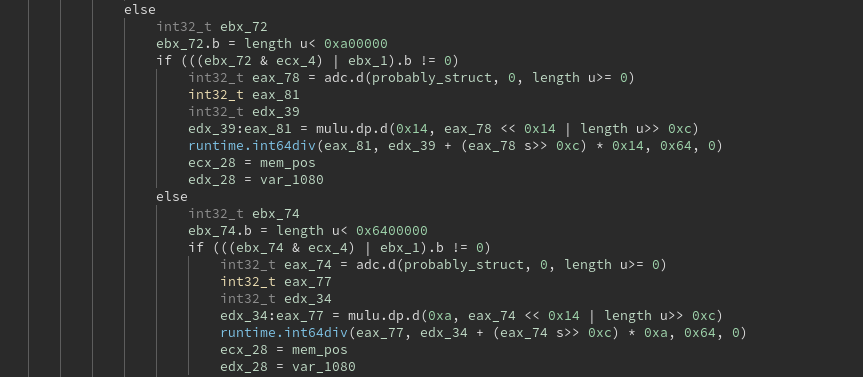 else
int32_t ebx_72
ebx_72.b = length u< 0xa00000
if (((ebx_72 & ecx_4) | ebx_1).b != 0)
int32_t eax_78 = adc.d(probably_struct, 0, length u>= 0)
int32_t eax_81
int32_t edx_39
edx_39:eax_81 = mulu.dp.d(0x14, eax_78 << 0x14 | length u>> 0xc)
runtime.int64div(eax_81, edx_39 + (eax_78 s>> 0xc) * 0x14, 0x64, 0)
ecx_28 = mem_pos
edx_28 = var_1080
else
int32_t ebx_74
ebx_74.b = length u< 0x6400000
if (((ebx_74 & ecx_4) | ebx_1).b != 0)
int32_t eax_74 = adc.d(probably_struct, 0, length u>= 0)
int32_t eax_77
int32_t edx_34
edx_34:eax_77 = mulu.dp.d(0xa, eax_74 << 0x14 | length u>> 0xc)
runtime.int64div(eax_77, edx_34 + (eax_74 s>> 0xc) * 0xa, 0x64, 0)
ecx_28 = mem_pos
edx_28 = var_1080